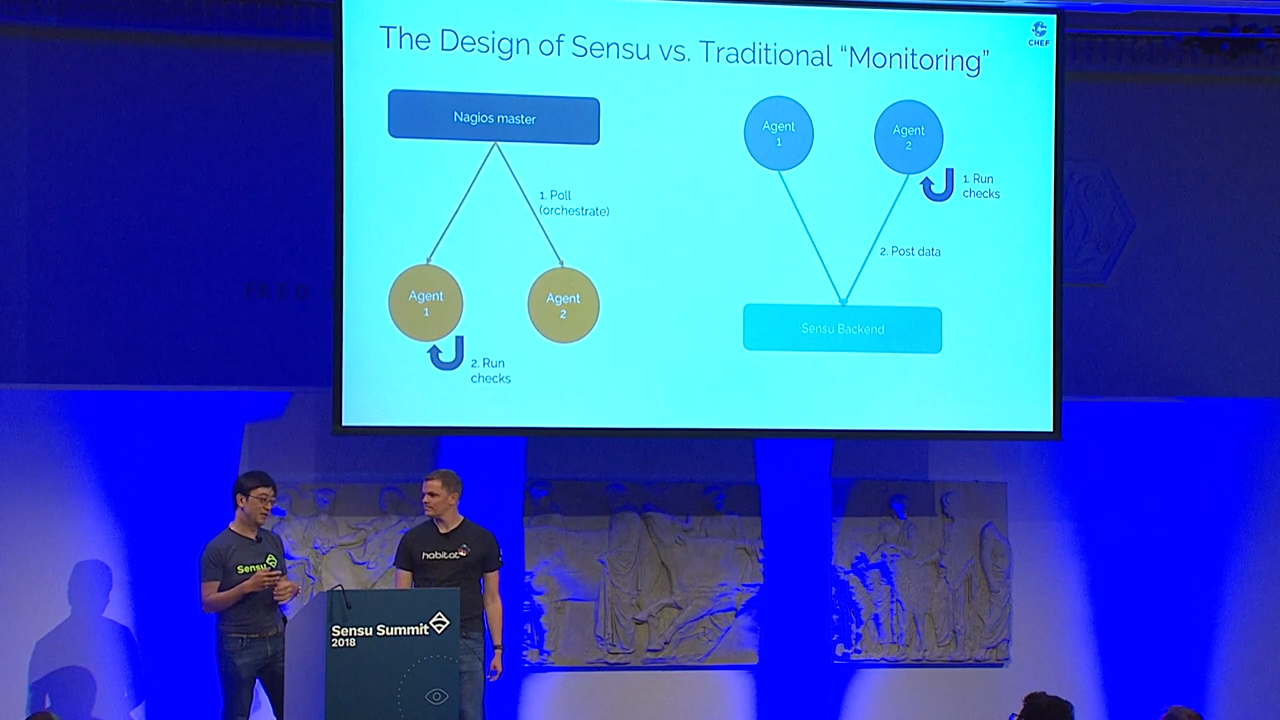 The Design of Sensu vs. Traditional “Monitoring”
CHEF
Nagios master
1. Poll
(orchestrate)
Agent
1
Agent
2
2. Run
checks
Agent
1
Agent
2
1. Run
checks
2. Post data
Sensu Backend
Sensu
habitat
Sensu Summit
2018